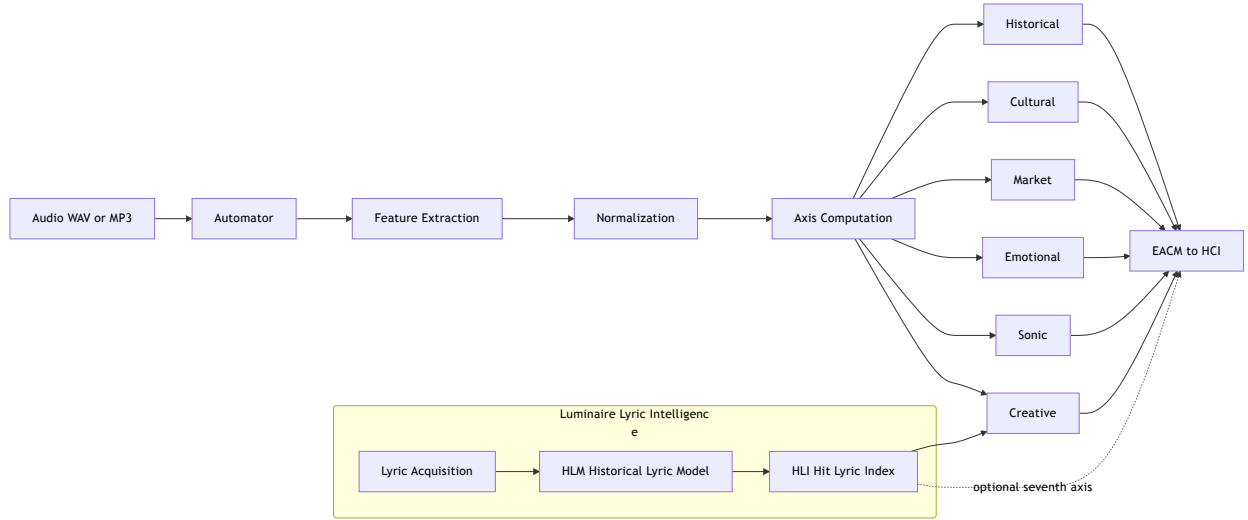 Historical
Cultural
Market
Audio WAV or MP3
Automator
Feature Extraction
Normalization
Axis Computation
Emotional
EACM to HCI
Sonic
Creative
Luminaire Lyric Intelligenc
e
Lyric Acquisition
HLM Historical Lyric Model
HLI Hit Lyric Index
optional seventh axis